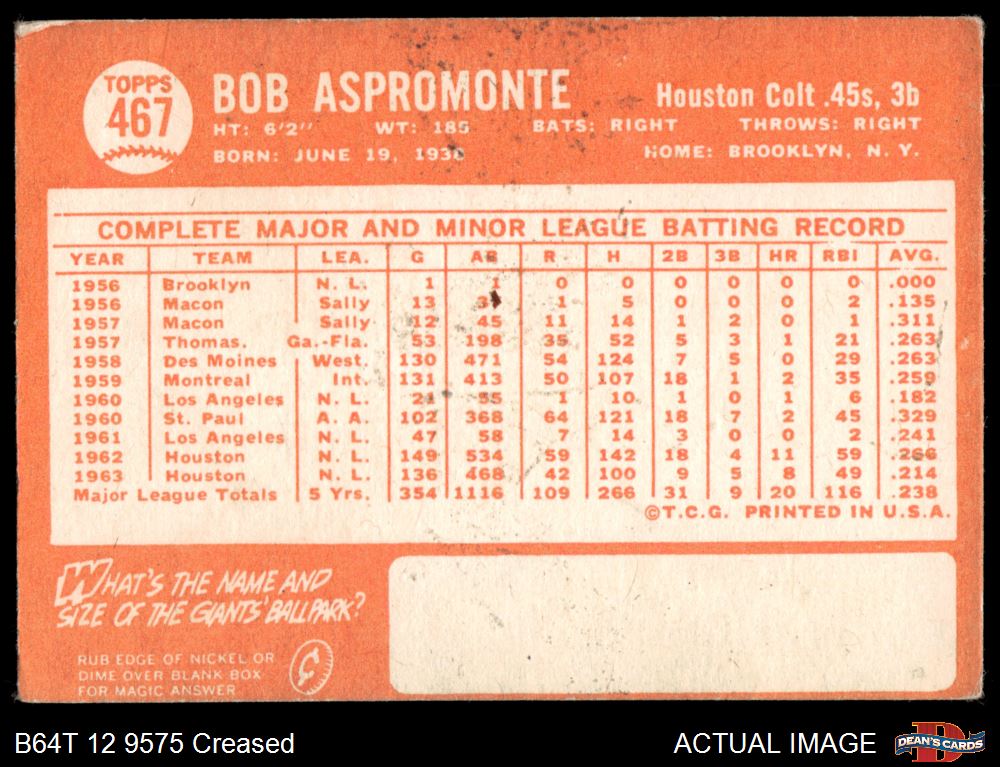 TOPPS
467
BOB ASPROMONTE
Houston Colt .45s, 3b
HT: 6'2" WT: 185 BATS: RIGHT THROWS: RIGHT
BORN: JUNE 19, HOME: BROOKLYN, N. Y.
COMPLETE MAJOR AND MINOR LEAGUE BATTING RECORD
YEAR TEAM LEA. G AB R H 2B 3B HR RBI AVG.
1956 Brooklyn N. L. 1 1 0 0 0 0 0 0 .000
1956 Macon Sally 13 1 5 0 0 0 2 .135
1957 Macon Sally 12 45 11 14 1 2 0 1 .311
1957 Thomas. Ga.-Fla. 53 198 35 52 5 3 1 21 .263
1958 Des Moines West. 130 471 54 124 7 5 0 29 .263
1959 Montreal Int. 131 413 50 107 18 1 2 35 .259
1960 Los Angeles N. L. 55 1 10 1 0 1 6 .182
1960 St. Paul A. A. 102 368 64 121 18 7 2 45 .329
1961 Los Angeles N. L. 47 58 7 14 3 0 0 2 .241
1962 Houston N. L. 149 534 59 142 18 4 11 59 .266
1963 Houston N. L. 136 468 42 100 9 5 8 49 .214
Major League Totals 5 Yrs. 354 1116 109 266 31 9 20 116 .238
©T.C.G. PRINTED IN U.S.A.
WHAT'S THE NAME AND
SIZE OF THE GIANTS' BALLPARK?
RUB EDGE OF NICKEL OR
DIME OVER BLANK BOX
FOR MAGIC ANSWER
B64T 12 9575 Creased
ACTUAL IMAGE
DEAN'S CARDS